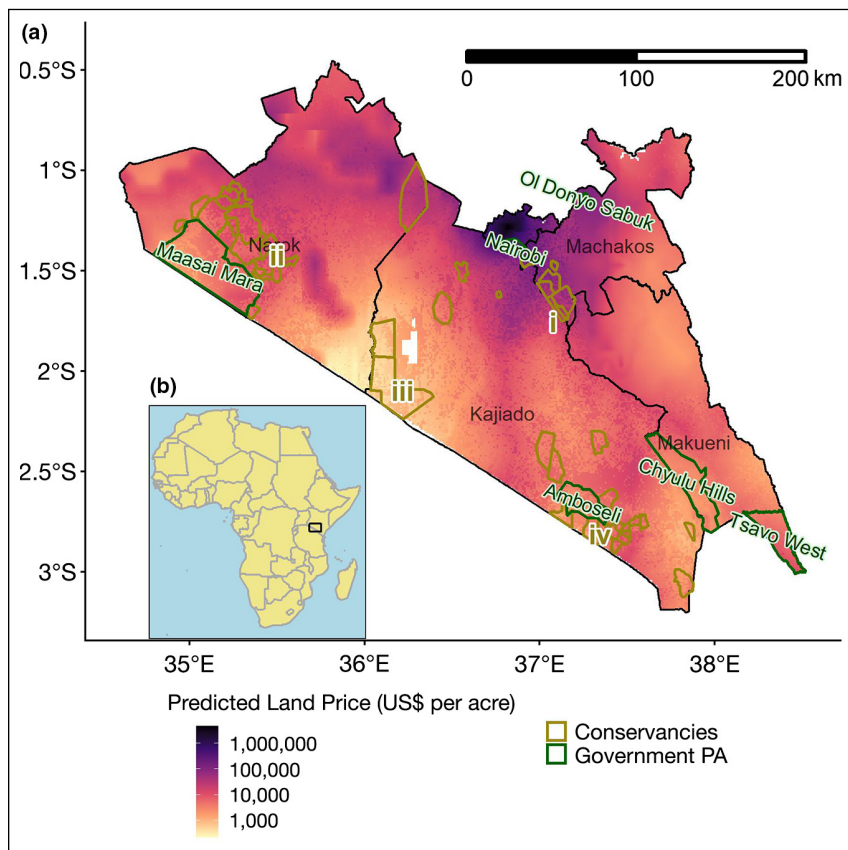 (a)
0.5°S
1°S
1.5°S
2°S
2.5°S
3°S
0 100 200 km
Ol Donyo Sabuk
Nairobi
Machakos
Narok
ii
Maasai Mara
i
iii
Kajiado
Makueni
Chyulu Hills
Amboseli
Tsavo West
iv
(b)
35°E 36°E 37°E 38°E
Predicted Land Price (US$ per acre)
1,000,000
100,000
10,000
1,000
Conservancies
Government PA